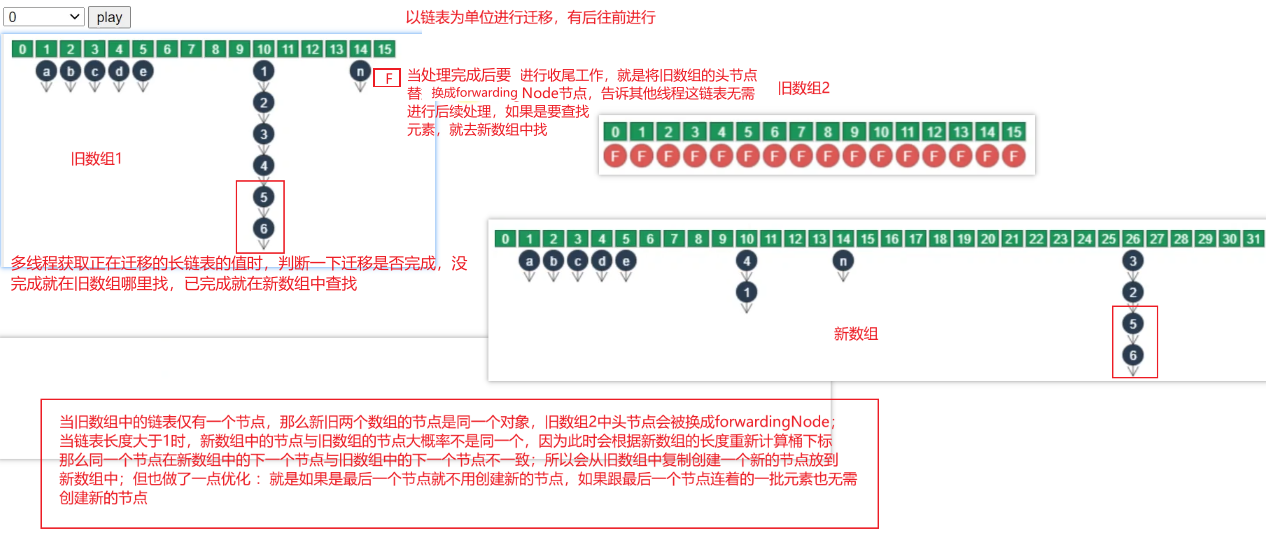 0 play
以链表为单位进行迁移，有后往前进行
0 1 2 3 4 5 6 7 8 9 10 11 12 13 14 15
a b c d e 1 n F
2
3
4
5
6
旧数组1
当处理完成后要 进行收尾工作，就是将旧数组的头节点
替 换成forwarding Node节点，告诉其他线程这链表无需
进行后续处理，如果是要查找
元素，就去新数组中找
旧数组2
0 1 2 3 4 5 6 7 8 9 10 11 12 13 14 15
F F F F F F F F F F F F F F F F
多线程获取正在迁移的长链表的值时，判断一下迁移是否完成，没
完成就在旧数组哪里找，已完成就在新数组中查找
0 1 2 3 4 5 6 7 8 9 10 11 12 13 14 15 16 17 18 19 20 21 22 23 24 25 26 27 28 29 30 31
a b c d e 4 n 3
1 2
5
6
新数组
当旧数组中的链表仅有一个节点，那么新旧两个数组的节点是同一个对象，旧数组2中头节点会被换成forwardingNode；
当链表长度大于1时，新数组中的节点与旧数组的节点大概率不是同一个，因为此时会根据新数组的长度重新计算桶下标
那么同一个节点在新数组中的下一个节点与旧数组中的下一个节点不一致；所以会从旧数组中复制创建一个新的节点放到
新数组中；但也做了一点优化 ：就是如果是最后一个节点就不用创建新的节点，如果跟最后一个节点连着的一批元素也无需
创建新的节点